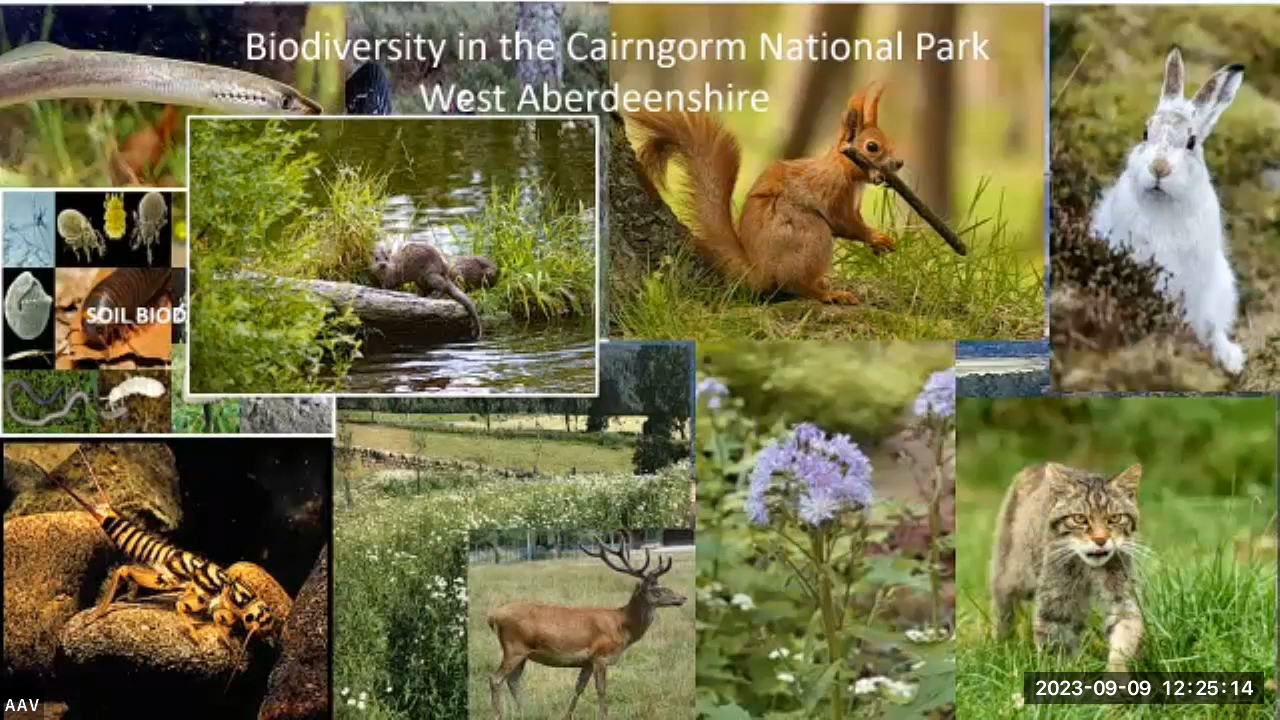 Biodiversity in the Cairngorm National Park
West Aberdeenshire
SOIL BIOD
AAV
2023-09-09 12:25:14